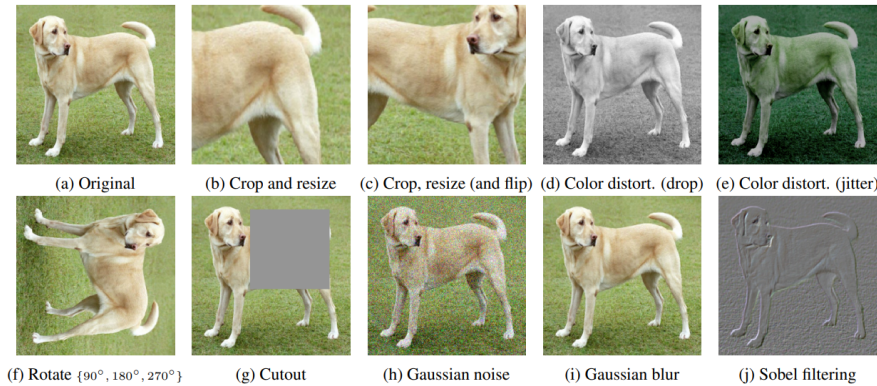 (a) Original
(b) Crop and resize
(c) Crop, resize (and flip)
(d) Color distort. (drop)
(e) Color distort. (jitter)
(f) Rotate {90°, 180°, 270°}
(g) Cutout
(h) Gaussian noise
(i) Gaussian blur
(j) Sobel filtering